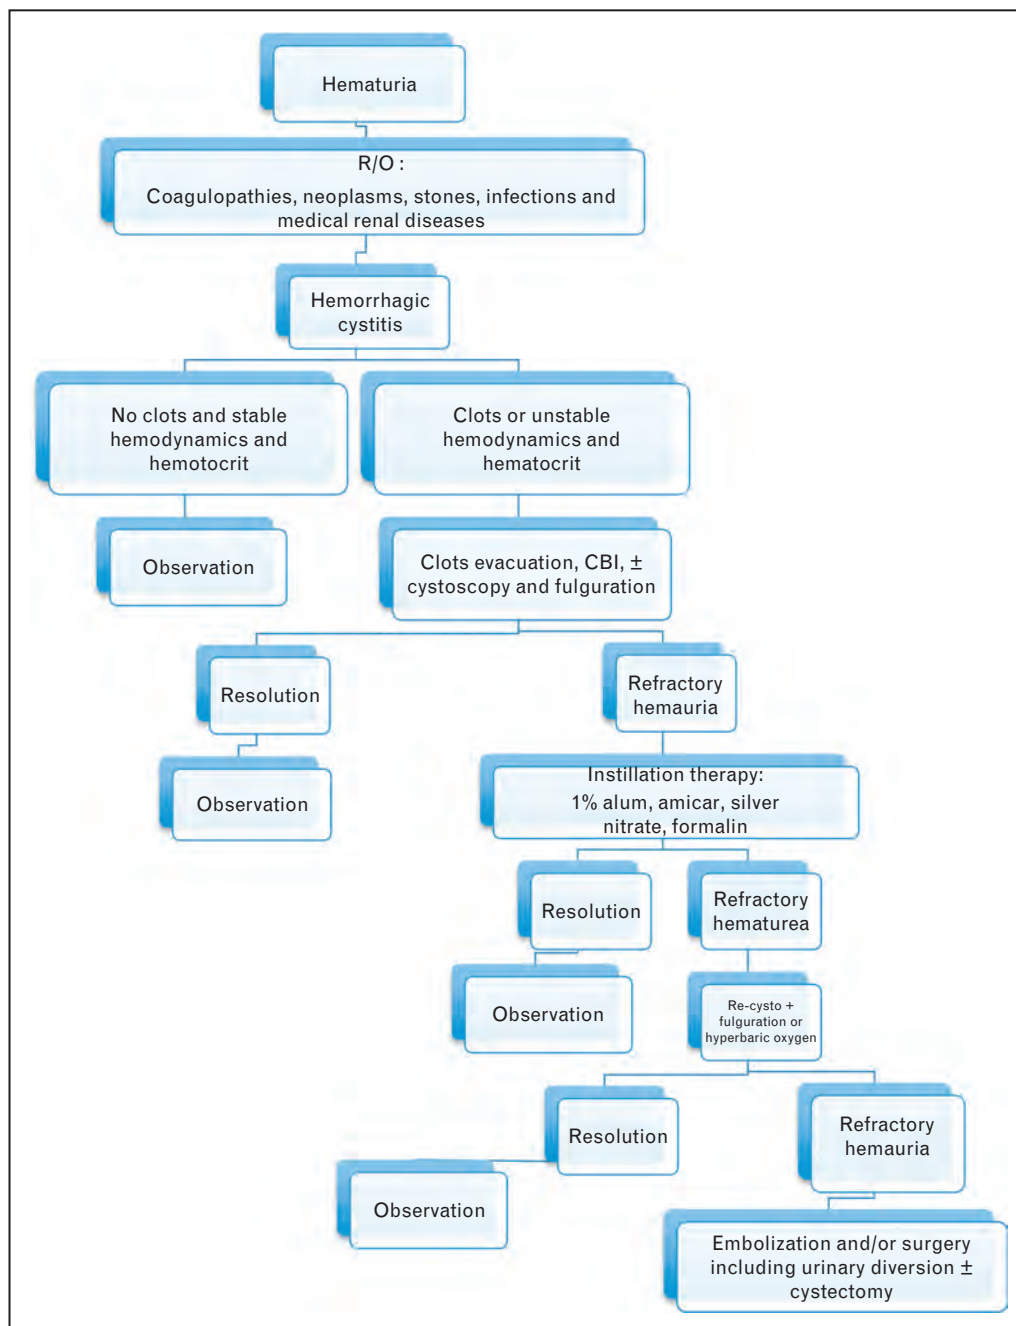 Hematuria
R/O :
Coagulopathies, neoplasms, stones, infections and
medical renal diseases
Hemorrhagic
cystitis
No clots and stable
hemodynamics and
hemotocrit
Clots or unstable
hemodynamics and
hematocrit
Observation
Clots evacuation, CBI, ±
cystoscopy and fulguration
Resolution
Refractory
hemauria
Observation
Instillation therapy:
1% alum, amicar, silver
nitrate, formalin
Resolution
Refractory
hematurea
Observation
Re-cysto +
fulguration or
hyperbaric oxygen
Resolution
Refractory
hemauria
Observation
Embolization and/or surgery
including urinary diversion ±
cystectomy